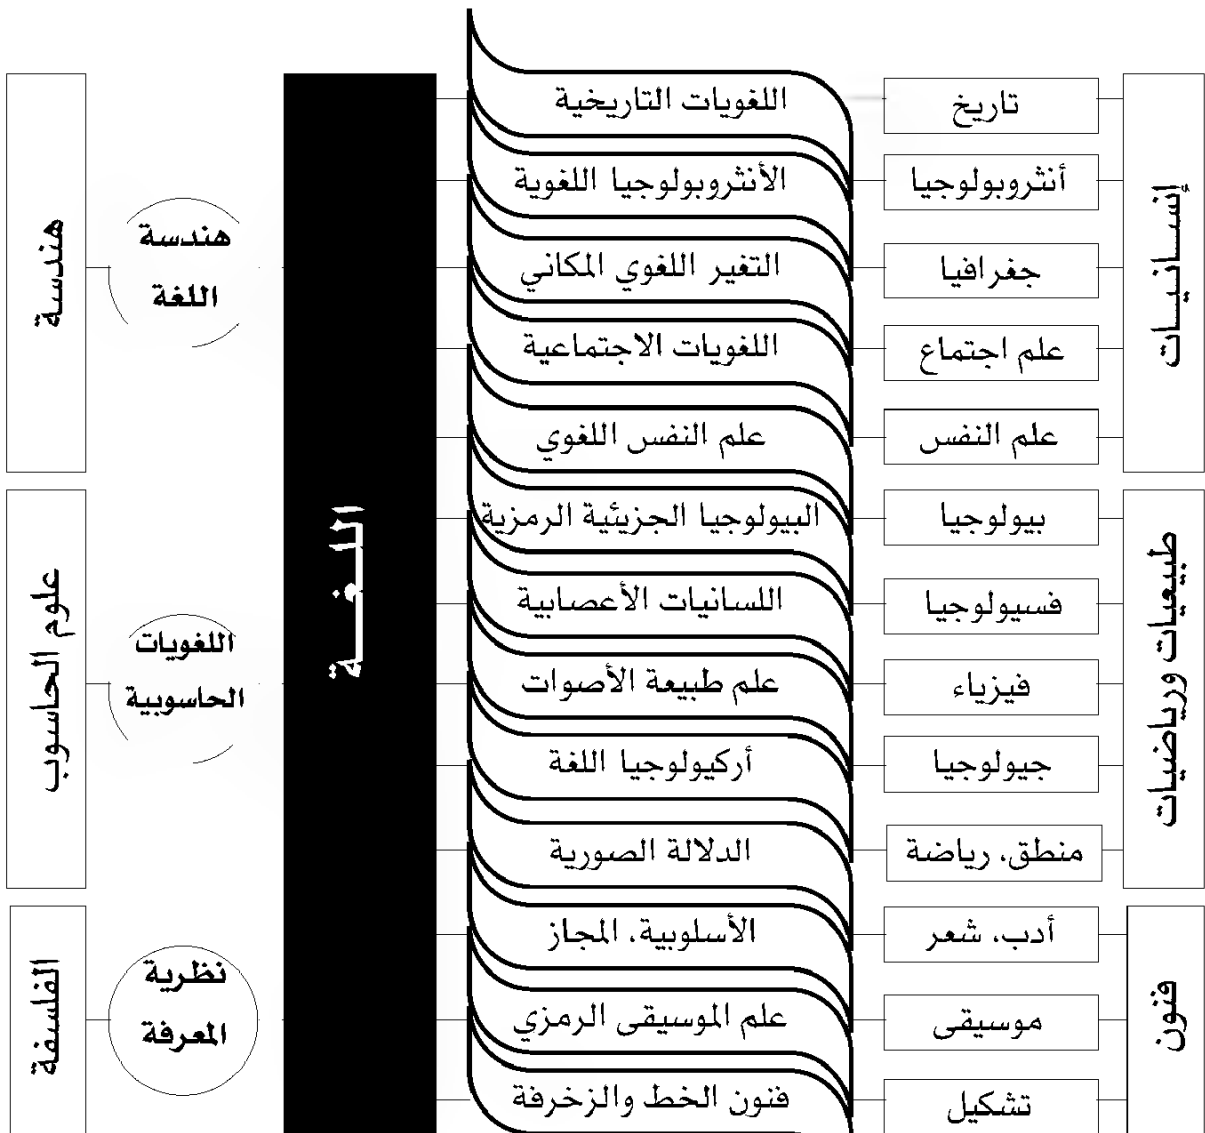 إنسانيات
تاريخ
اللغويات التاريخية
أنثروبولوجيا
الأنثروبولوجيا اللغوية
جغرافيا
التغير اللغوي المكاني
علم اجتماع
اللغويات الاجتماعية
علم النفس
علم النفس اللغوي
طبيعيات ورياضيات
بيولوجيا
البيولوجيا الجزيئية الرمزية
فسيولوجيا
اللسانيات الأعصابية
فيزياء
علم طبيعة الأصوات
جيولوجيا
أركيولوجيا اللغة
منطق، رياضة
الدلالة الصورية
فنون
أدب، شعر
الأسلوبية، المجاز
موسيقى
علم الموسيقى الرمزي
تشكيل
فنون الخط والزخرفة
اللغة
هندسة
اللغة
هندسة
اللغويات
الحاسوبية
علوم الحاسوب
نظرية
المعرفة
الفلسفة